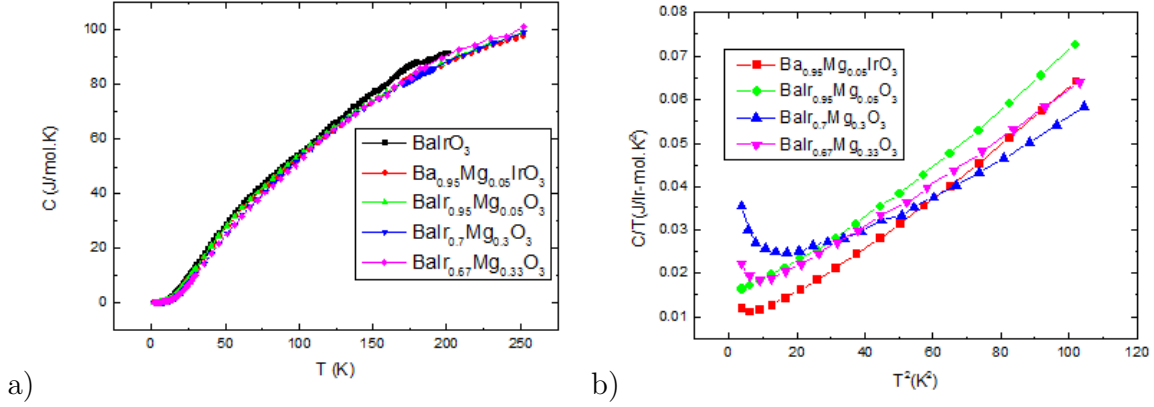 100
80
60
40
20
0
C (J/mol.K)
BaIrO₃
Ba₀.₉₅Mg₀.₀₅IrO₃
BaIr₀.₉₅Mg₀.₀₅O₃
BaIr₀.₇Mg₀.₃O₃
BaIr₀.₆₇Mg₀.₃₃O₃
0 50 100 150 200 250
T (K)
a)
0.08
0.07
0.06
0.05
0.04
0.03
0.02
0.01
C/T(J/Ir-mol.K²)
Ba₀.₉₅Mg₀.₀₅IrO₃
BaIr₀.₉₅Mg₀.₀₅O₃
BaIr₀.₇Mg₀.₃O₃
BaIr₀.₆₇Mg₀.₃₃O₃
0 20 40 60 80 100 120
T²(K²)
b)